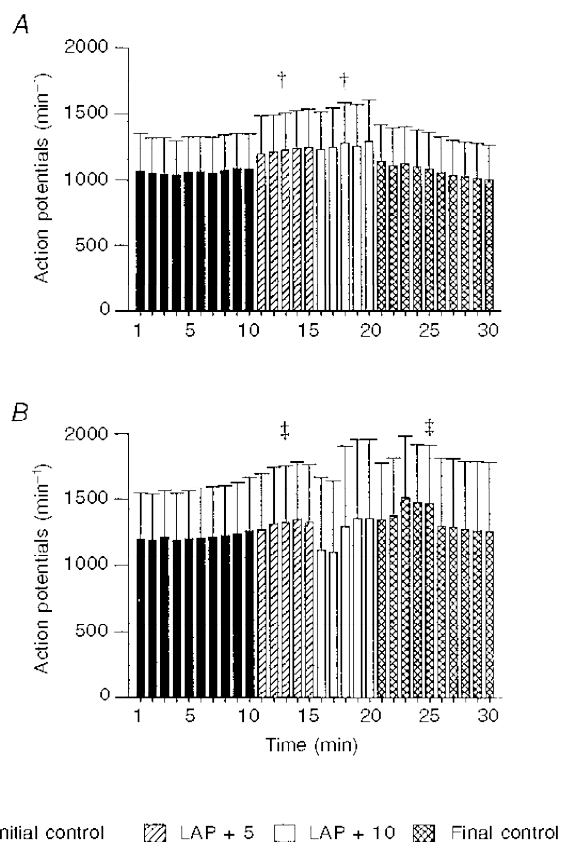 A
2000
1500
1000
500
0
Action potentials (min⁻¹)
† †
1 5 10 15 20 25 30
B
2000
1500
1000
500
0
Action potentials (min⁻¹)
‡ ‡
1 5 10 15 20 25 30
Time (min)
nitial control LAP + 5 LAP + 10 Final control